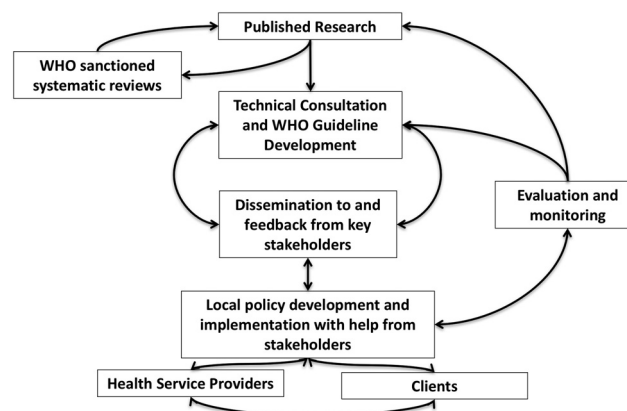 Published Research
WHO sanctioned
systematic reviews
Technical Consultation
and WHO Guideline
Development
Evaluation and
monitoring
Dissemination to and
feedback from key
stakeholders
Local policy development and
implementation with help from
stakeholders
Health Service Providers
Clients